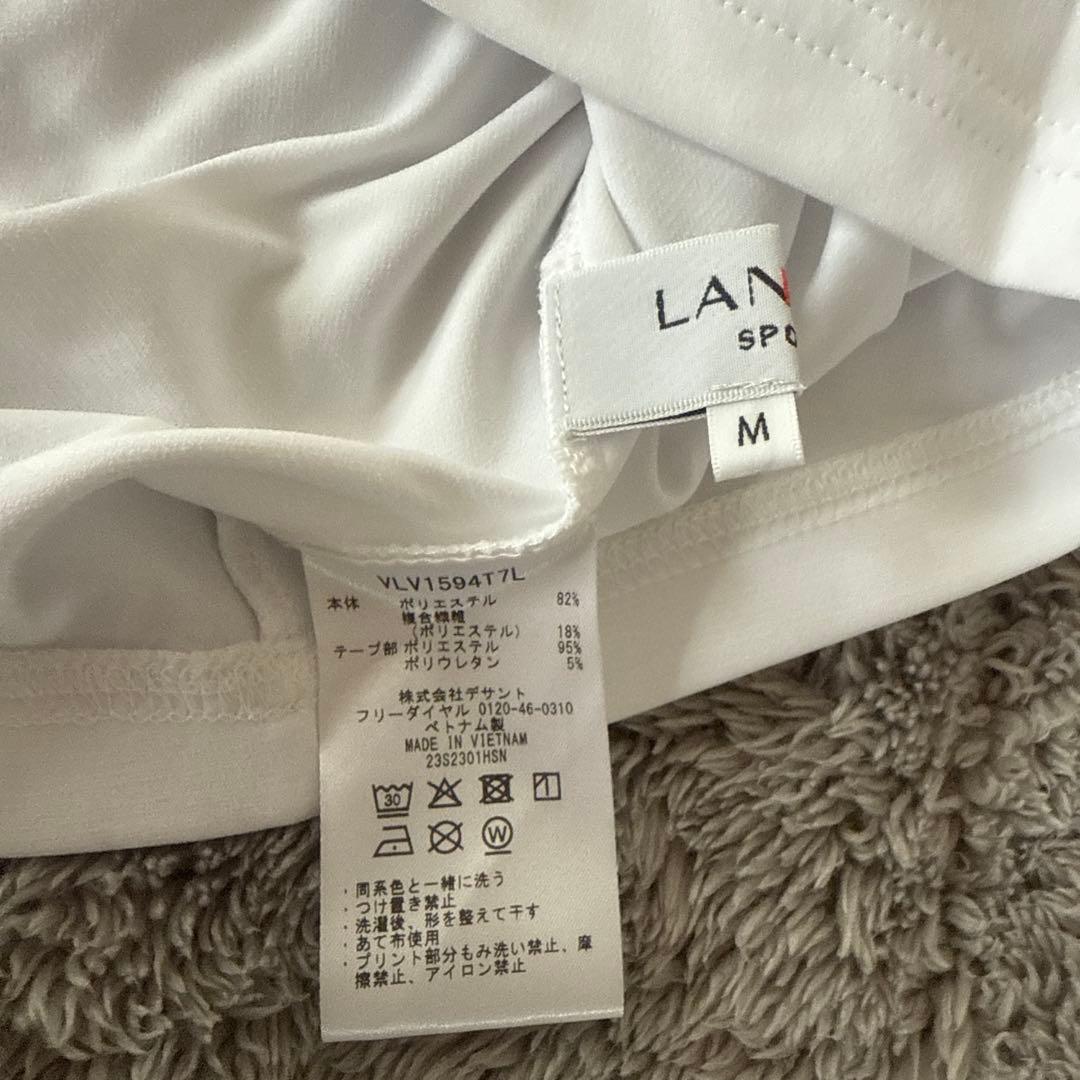 LAN
SPO
M
VLV1594T7L
本体 ポリエステル 82%
複合繊維
(ポリエステル) 18%
テープ部 ポリエステル 95%
ポリウレタン 5%
株式会社デサント
フリーダイヤル 0120-46-0310
ベトナム製
MADE IN VIETNAM
23S2301HSN
30
W
・同系色と一緒に洗う
・つけ置き禁止
・洗濯後、形を整えて干す
・あて布使用
・プリント部分もみ洗い禁止、摩
擦禁止、アイロン禁止